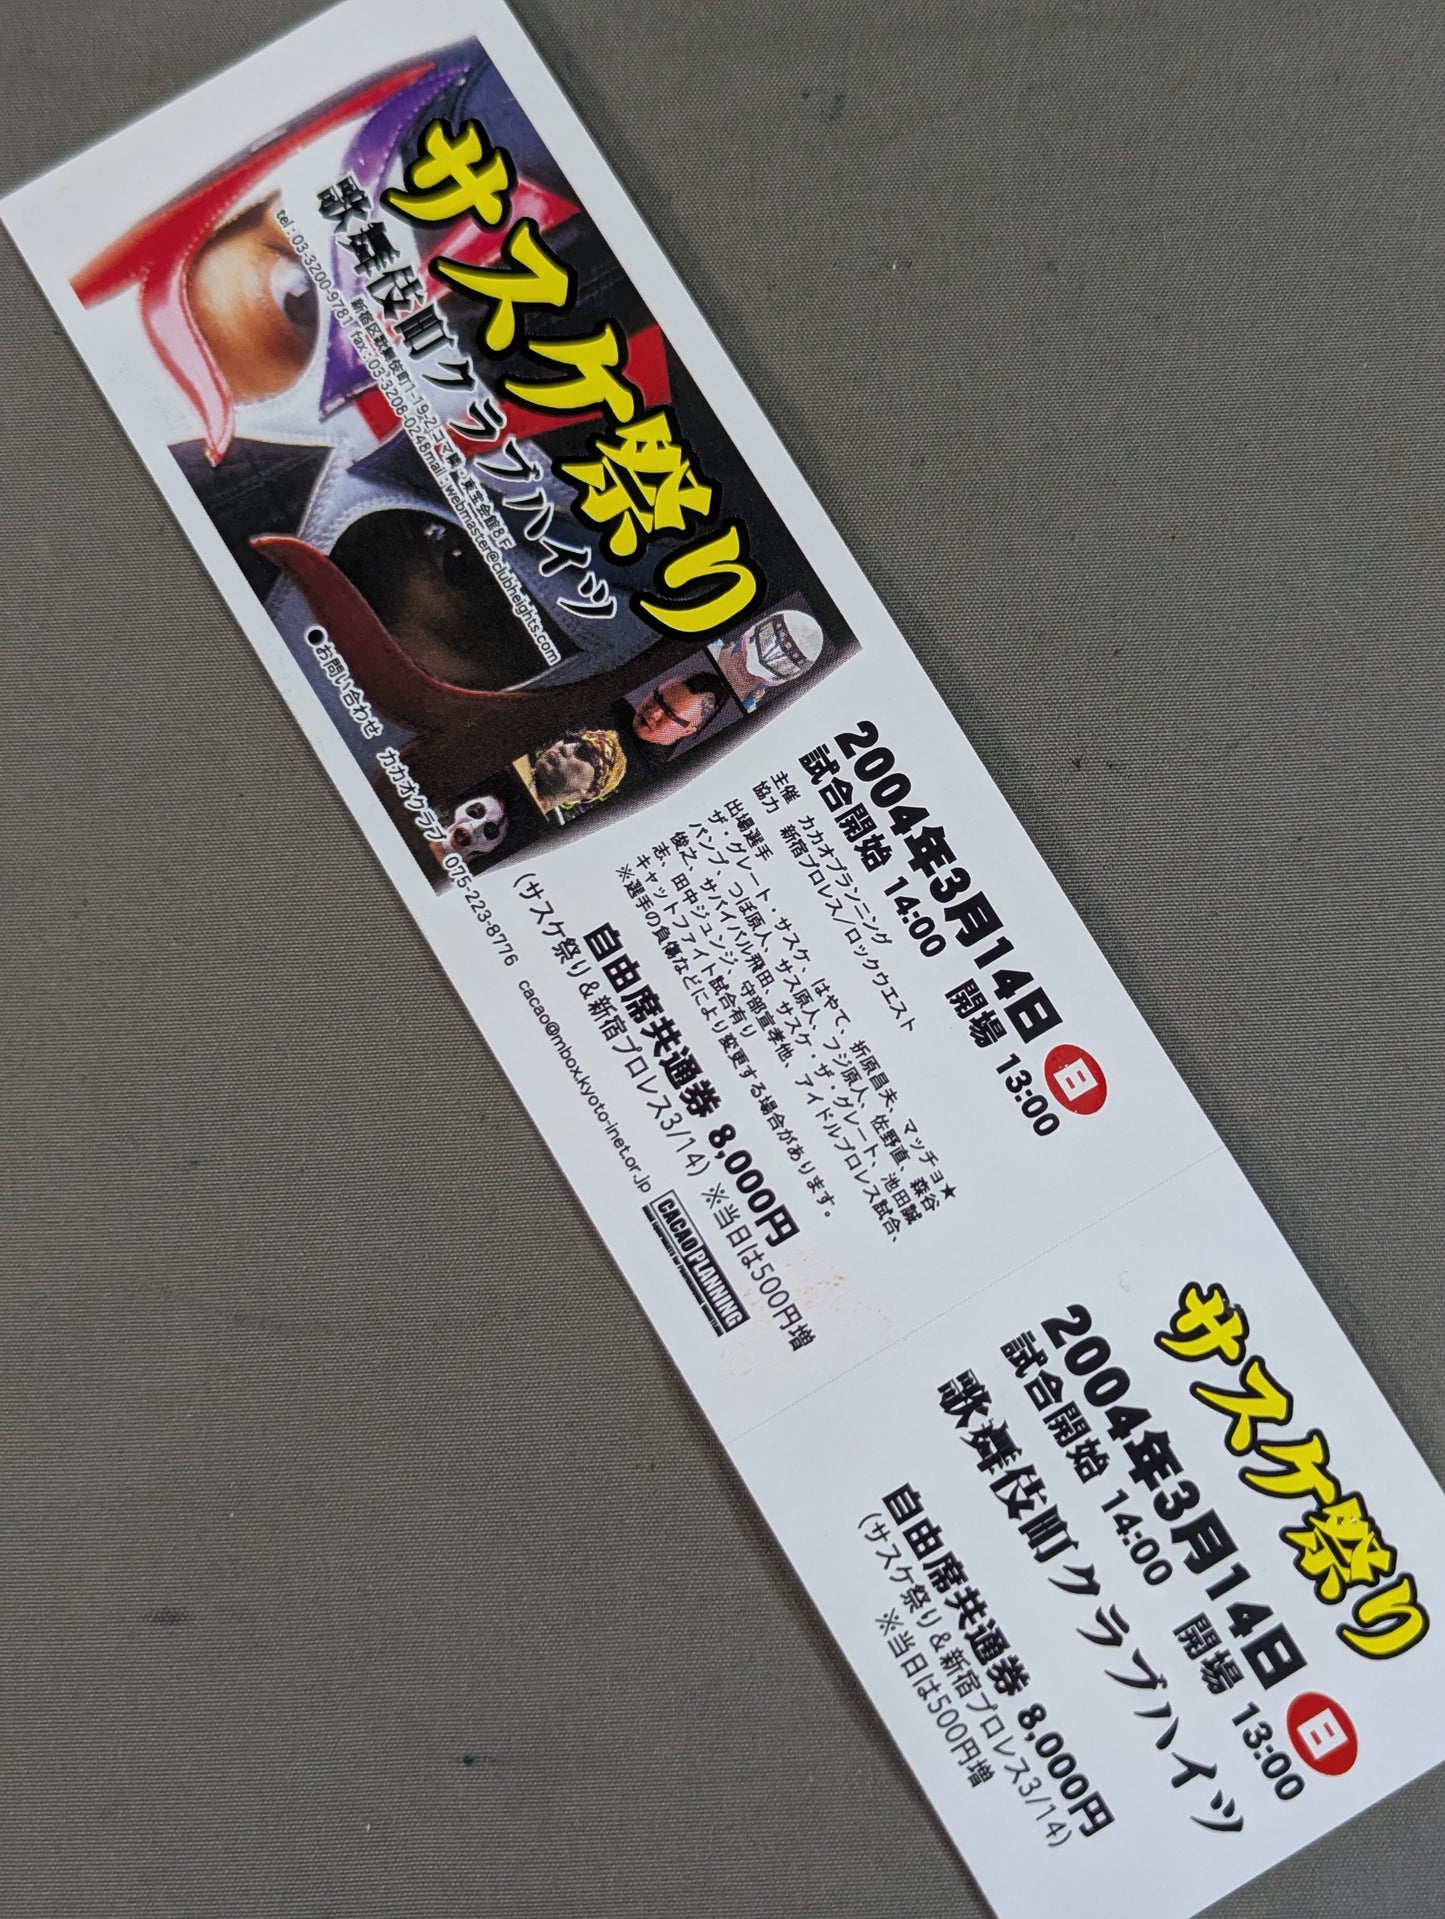 サスケ祭り
歌舞伎町クラブハイツ
新宿区歌舞伎町1-19-2コマ隣・東宝会館8F
tel:03-3200-9781 fax:03-3208-0248mail:webmaster@clubheights.com
2004年3月14日 日
試合開始 14:00 開場 13:00
主催 カカオプランニング
協力 新宿プロレス/ロックウエスト
出場選手
ザ・グレート・サスケ、はやて、折原昌夫、マッチョ★
パンプ、つぼ原人、サス原人、フジ原人、佐野直、森谷
俊之、サバイバル飛田、サスケ・ザ・グレート、池田誠
志、田中ジュンジ、守部宣孝他、アイドルプロレス試合、
キャットファイト試合有り
※選手の負傷などにより変更する場合があります。
自由席共通券 8,000円
(サスケ祭り＆新宿プロレス3/14) ※当日は500円増
●お問い合わせ カカオクラブ 075-223-8776 cacao@mbox.kyoto-inet.or.jp
CACAO PLANNING
サスケ祭り
2004年3月14日 日
試合開始 14:00 開場 13:00
歌舞伎町クラブハイツ
自由席共通券 8,000円
(サスケ祭り＆新宿プロレス3/14)
※当日は500円増